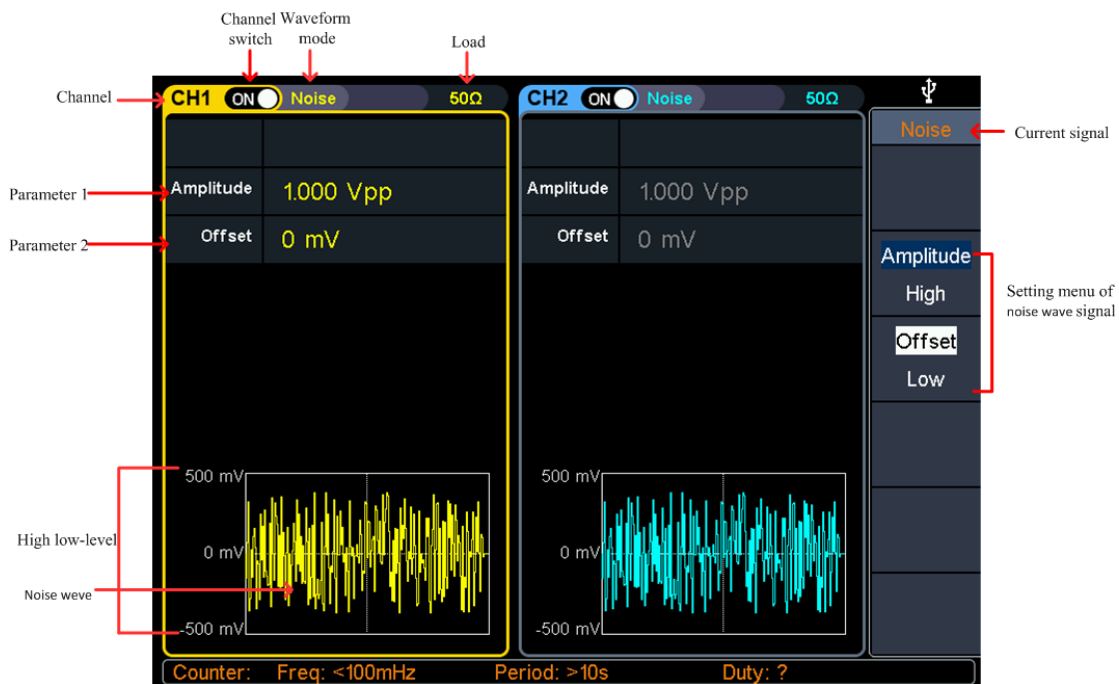 Channel switch
Waveform mode
Load
Channel
CH1 ON Noise 50Ω
CH2 ON Noise 50Ω
Noise
Current signal
Parameter 1
Amplitude 1.000 Vpp
Amplitude 1.000 Vpp
Parameter 2
Offset 0 mV
Offset 0 mV
Amplitude
High
Offset
Low
Setting menu of
noise wave signal
High low-level
Noise weve
500 mV
0 mV
-500 mV
500 mV
0 mV
-500 mV
Counter: Freq: <100mHz Period: >10s Duty: ?